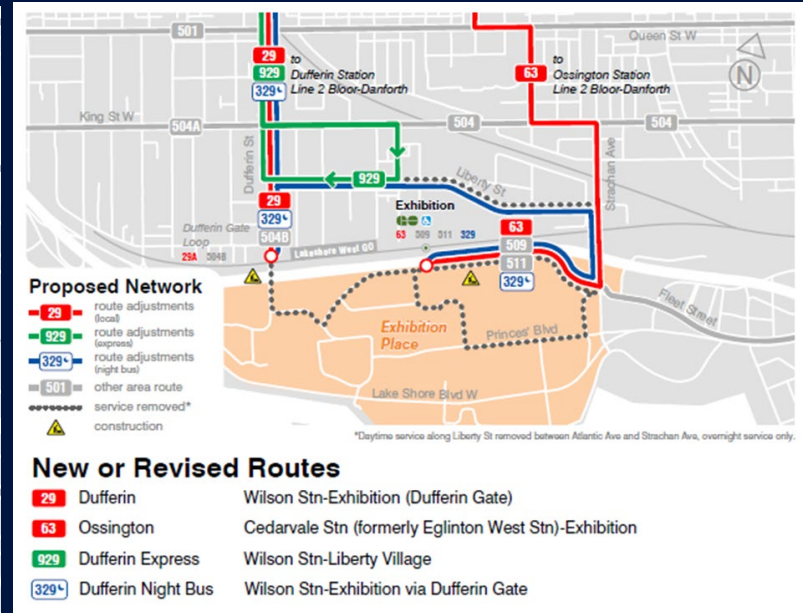 501
Queen St W
29
929
329
to
Dufferin Station
Line 2 Bloor-Danforth
63
to
Ossington Station
Line 2 Bloor-Danforth
N
King St W
504A
504
504
Dufferin St
Strachan Ave
929
Liberty St
29
329
504B
Dufferin Gate
Loop
29A 504B
Exhibition
63 509 511 329
Lakeshore West GO
63
509
511
329
Fleet Street
Exhibition
Place
Princes' Blvd
Lake Shore Blvd W
Proposed Network
29 route adjustments
(local)
929 route adjustments
(express)
329 route adjustments
(night bus)
501 other area route
service removed*
construction
*Daytime service along Liberty St removed between Atlantic Ave and Strachan Ave, overnight service only.
New or Revised Routes
29 Dufferin Wilson Stn-Exhibition (Dufferin Gate)
63 Ossington Cedarvale Stn (formerly Eglinton West Stn)-Exhibition
929 Dufferin Express Wilson Stn-Liberty Village
329 Dufferin Night Bus Wilson Stn-Exhibition via Dufferin Gate